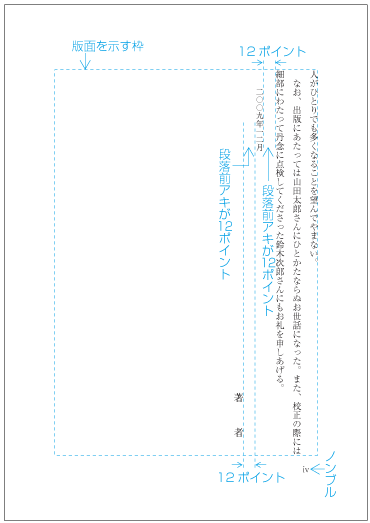 版面を示す枠
12ポイント
人がひとりでも多くなることを望んでやまない。
なお、出版にあたっては山田太郎さんにひとかたならぬお世話になった。また、校正の際には
細部にわたって丹念に点検してくださった鈴木次郎さんにもお礼を申しあげる。
二〇〇九年一二月
著 者
段落前アキが12ポイント
段落前アキが12ポイント
12ポイント
iv
ノンブル